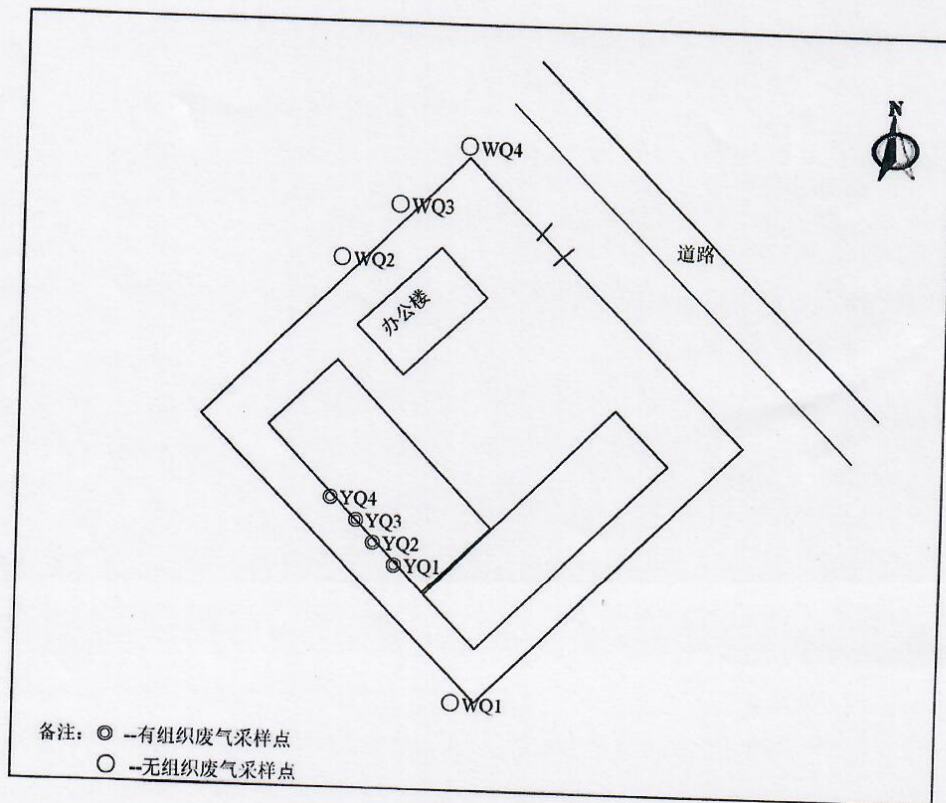 N
WQ4
WQ3
道路
WQ2
办公楼
YQ4
YQ3
YQ2
YQ1
WQ1
备注: ◎ --有组织废气采样点
○ --无组织废气采样点